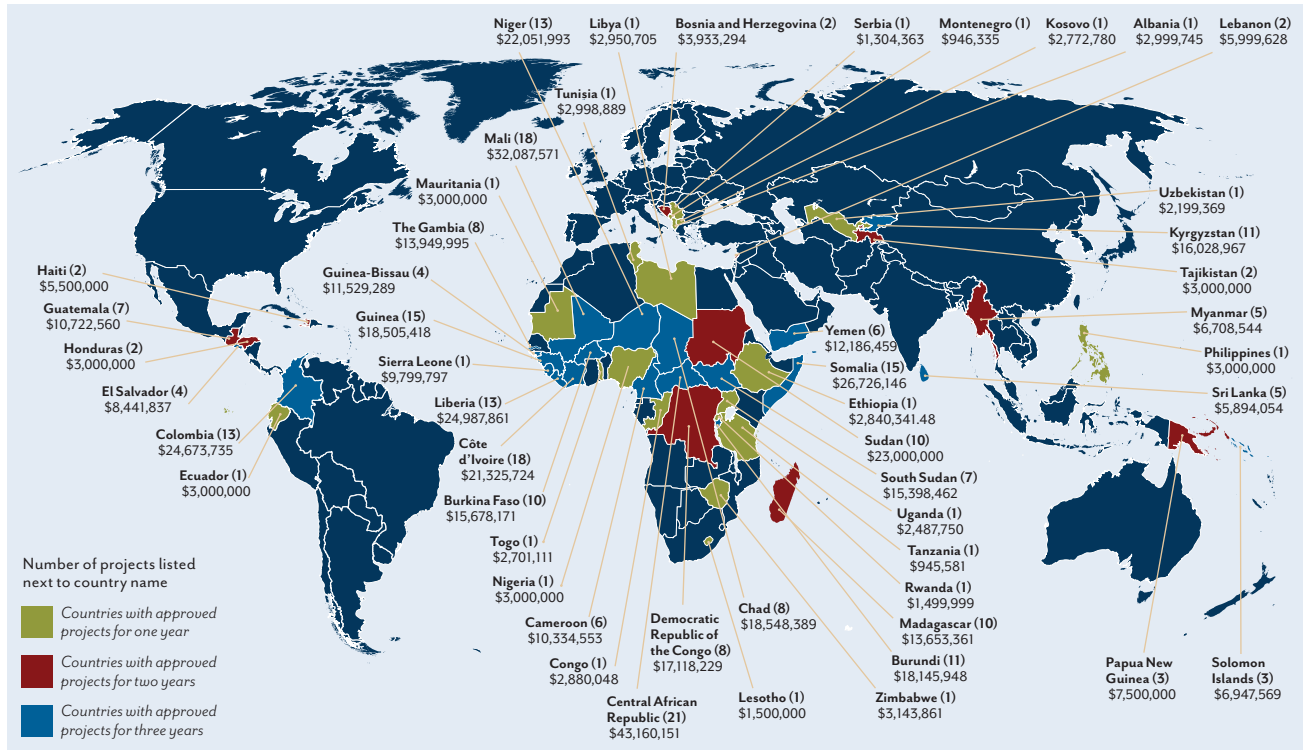 Niger (13)
$22,051,993
Libya (1)
$2,950,705
Bosnia and Herzegovina (2)
$3,933,294
Serbia (1)
$1,304,363
Montenegro (1)
$946,335
Kosovo (1)
$2,772,780
Albania (1)
$2,999,745
Lebanon (2)
$5,999,628
Tunisia (1)
$2,998,889
Mali (18)
$32,087,571
Mauritania (1)
$3,000,000
The Gambia (8)
$13,949,995
Guinea-Bissau (4)
$11,529,289
Guinea (15)
$18,505,418
Sierra Leone (1)
$9,799,797
Liberia (13)
$24,987,861
Côte
d’Ivoire (18)
$21,325,724
Burkina Faso (10)
$15,678,171
Togo (1)
$2,701,111
Nigeria (1)
$3,000,000
Cameroon (6)
$10,334,553
Congo (1)
$2,880,048
Central African
Republic (21)
$43,160,151
Democratic
Republic of
the Congo (8)
$17,118,229
Chad (8)
$18,548,389
Lesotho (1)
$1,500,000
Haiti (2)
$5,500,000
Guatemala (7)
$10,722,560
Honduras (2)
$3,000,000
El Salvador (4)
$8,441,837
Colombia (13)
$24,673,735
Ecuador (1)
$3,000,000
Uzbekistan (1)
$2,199,369
Kyrgyzstan (11)
$16,028,967
Tajikistan (2)
$3,000,000
Myanmar (5)
$6,708,544
Philippines (1)
$3,000,000
Sri Lanka (5)
$5,894,054
Yemen (6)
$12,186,459
Somalia (15)
$26,726,146
Ethiopia (1)
$2,840,341.48
Sudan (10)
$23,000,000
South Sudan (7)
$15,398,462
Uganda (1)
$2,487,750
Tanzania (1)
$945,581
Rwanda (1)
$1,499,999
Madagascar (10)
$13,653,361
Burundi (11)
$18,145,948
Zimbabwe (1)
$3,143,861
Papua New
Guinea (3)
$7,500,000
Solomon
Islands (3)
$6,947,569
Number of projects listed
next to country name
Countries with approved
projects for one year
Countries with approved
projects for two years
Countries with approved
projects for three years